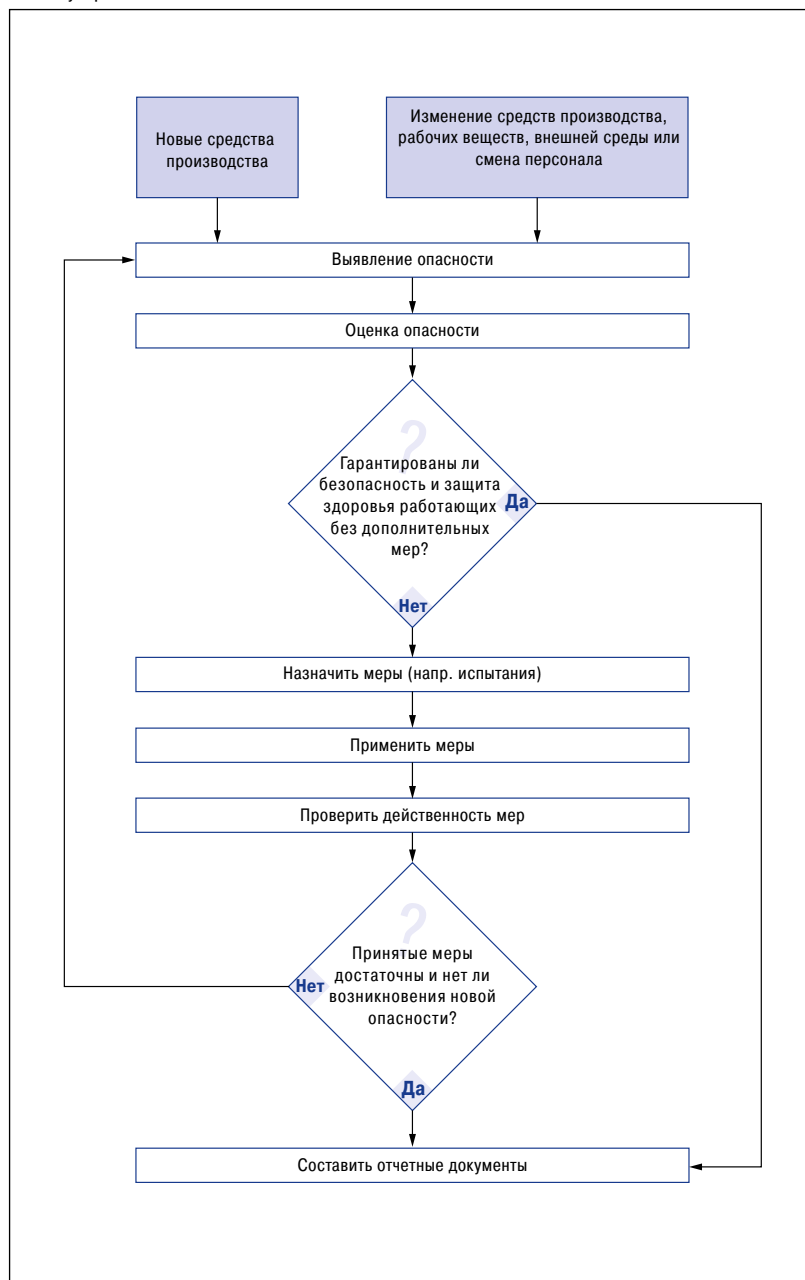 Новые средства
производства
Изменение средств производства,
рабочих веществ, внешней среды или
смена персонала
Выявление опасности
Оценка опасности
?
Гарантированы ли
безопасность и защита
здоровья работающих
без дополнительных
мер?
Да
Нет
Назначить меры (напр. испытания)
Применить меры
Проверить действенность мер
?
Принятые меры
достаточны и нет ли
возникновения новой
опасности?
Нет
Да
Составить отчетные документы